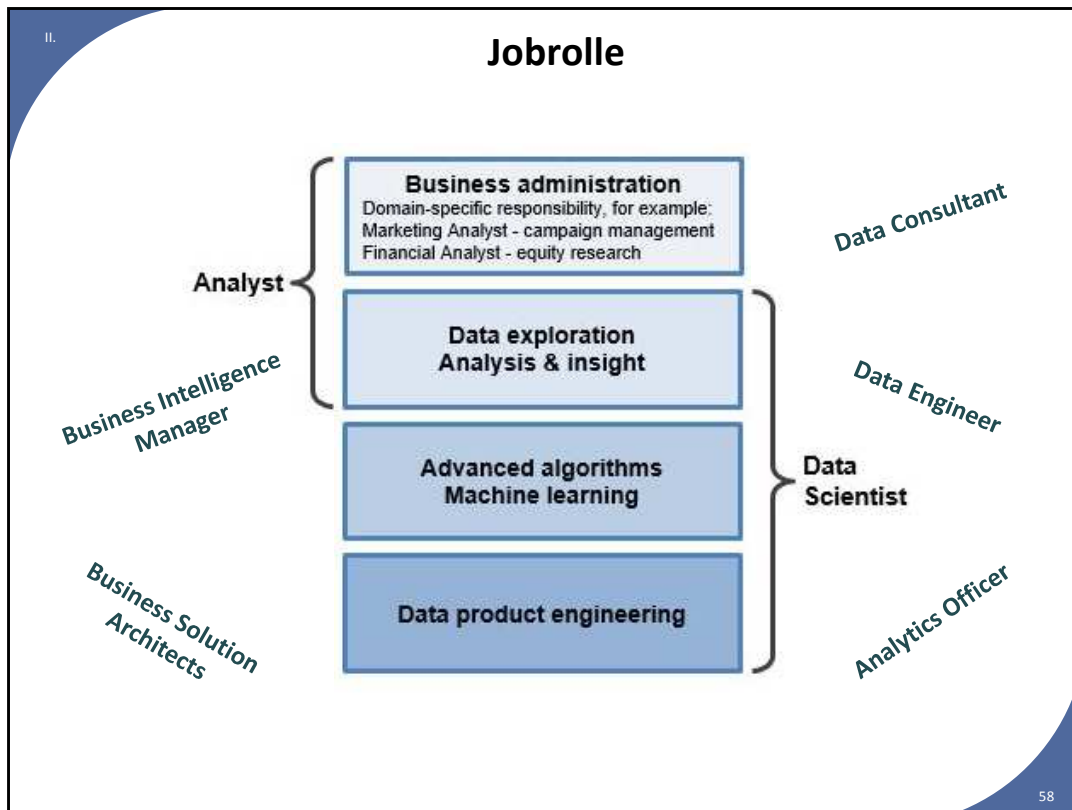 II.
Jobrolle
Business administration
Domain-specific responsibility, for example:
Marketing Analyst - campaign management
Financial Analyst - equity research
Data Consultant
Analyst
Data exploration
Analysis & insight
Business Intelligence
Manager
Data Engineer
Advanced algorithms
Machine learning
Data
Scientist
Business Solution
Architects
Data product engineering
Analytics Officer
58